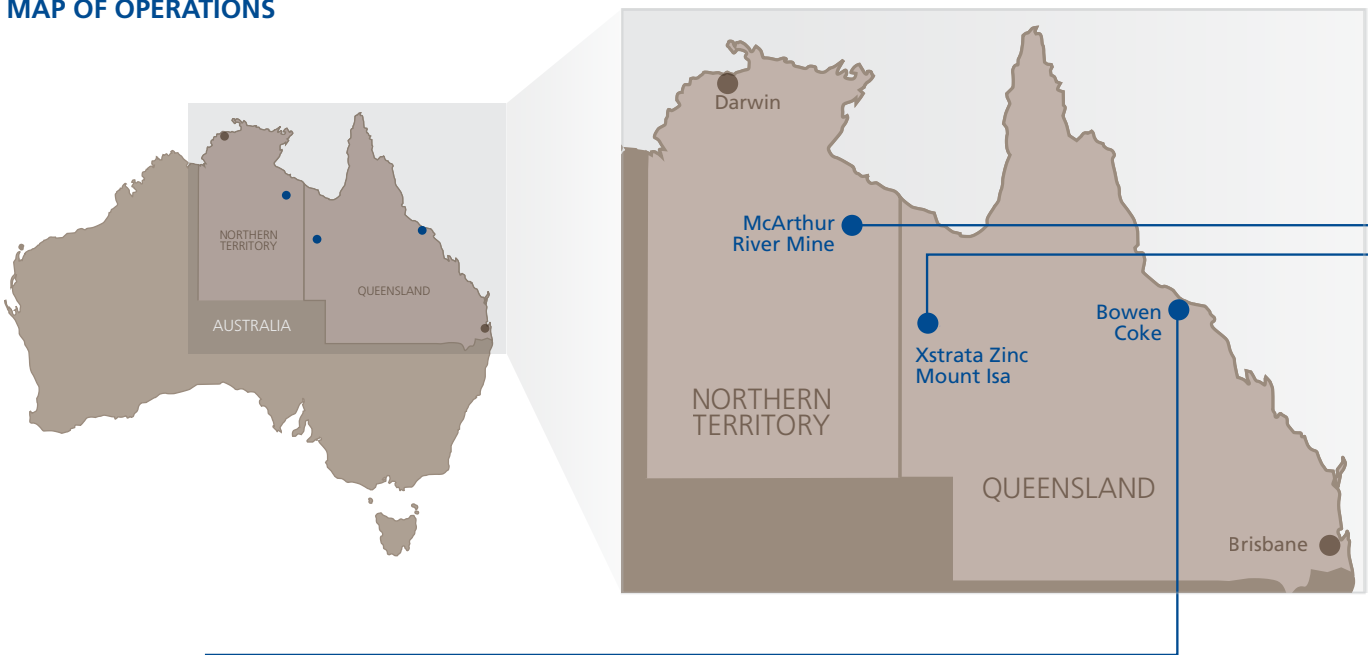 MAP OF OPERATIONS
NORTHERN
TERRITORY
QUEENSLAND
AUSTRALIA
Darwin
McArthur
River Mine
Xstrata Zinc
Mount Isa
Bowen
Coke
NORTHERN
TERRITORY
QUEENSLAND
Brisbane